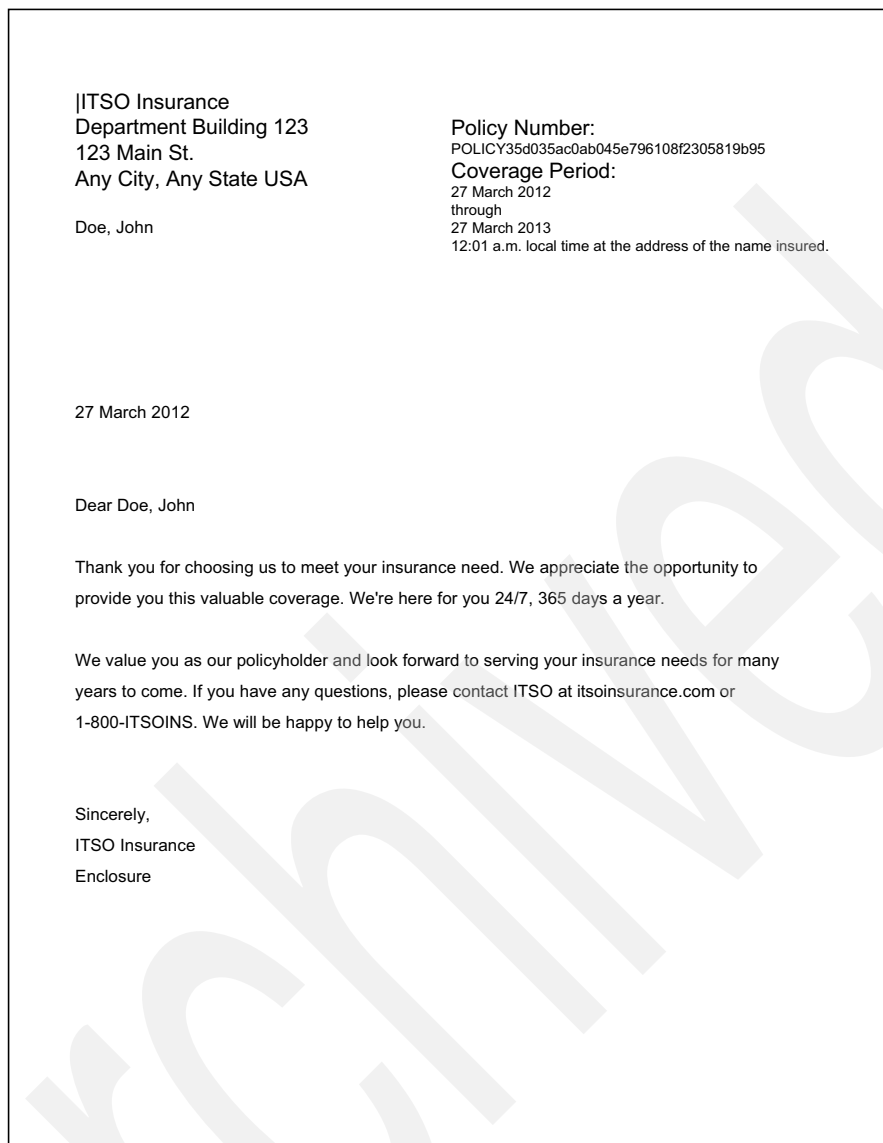 |ITSO Insurance
Department Building 123
123 Main St.
Any City, Any State USA
Doe, John
Policy Number:
POLICY35d035ac0ab045e796108f2305819b95
Coverage Period:
27 March 2012
through
27 March 2013
12:01 a.m. local time at the address of the name insured.
27 March 2012
Dear Doe, John
Thank you for choosing us to meet your insurance need. We appreciate the opportunity to
provide you this valuable coverage. We're here for you 24/7, 365 days a year.
We value you as our policyholder and look forward to serving your insurance needs for many
years to come. If you have any questions, please contact ITSO at itsoinsurance.com or
1-800-ITSOINS. We will be happy to help you.
Sincerely,
ITSO Insurance
Enclosure
rchived